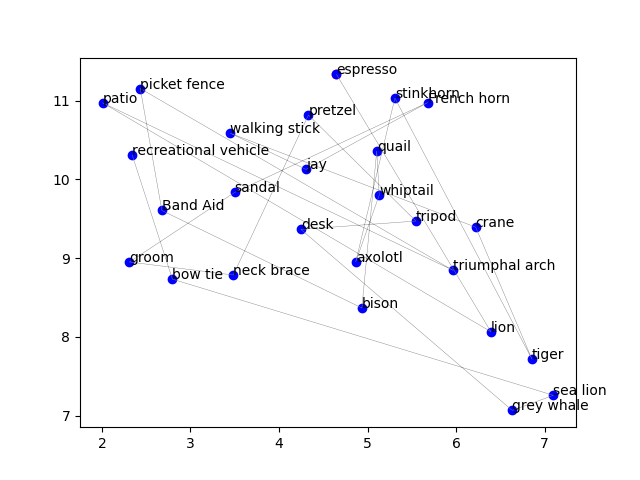 espresso
picket fence
stinkhorn
patio
french horn
pretzel
walking stick
quail
recreational vehicle
jay
sandal
whiptail
Band Aid
tripod
desk
crane
groom
axolotl
triumphal arch
bow tie
neck brace
bison
lion
tiger
sea lion
grey whale
11
10
9
8
7
2 3 4 5 6 7